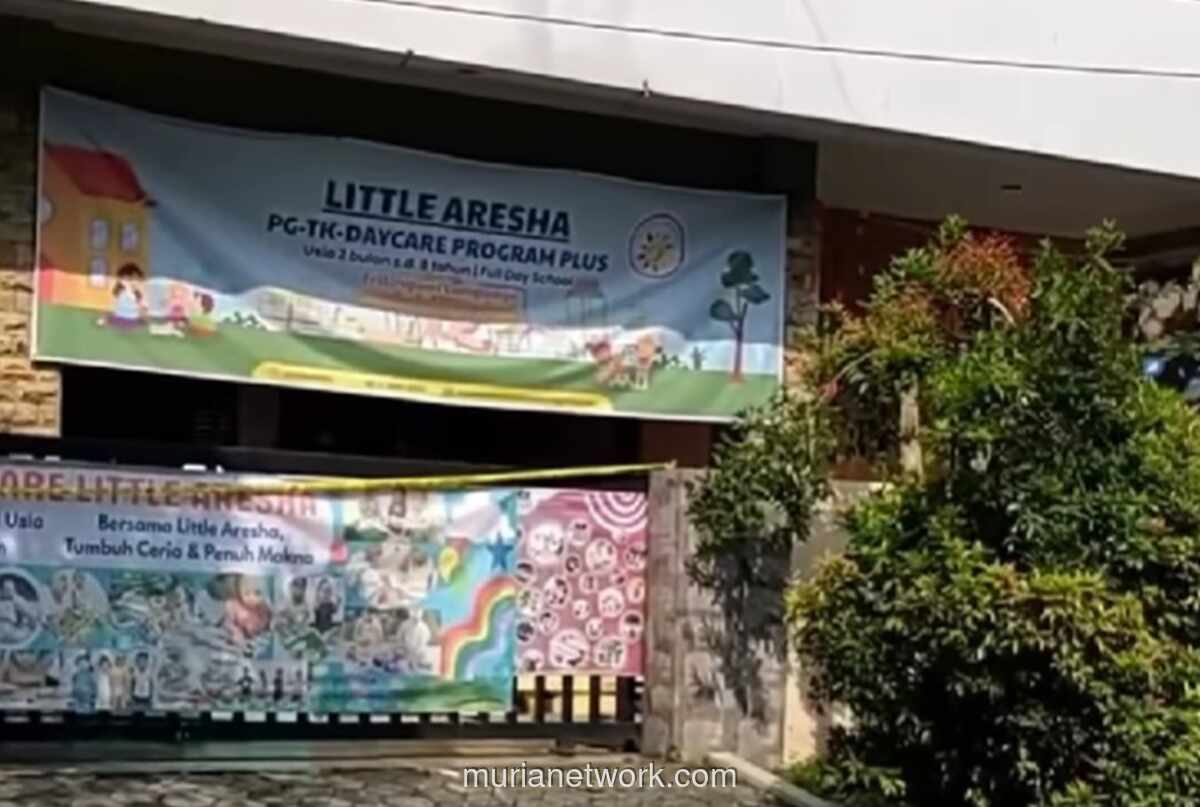 LITTLE ARESHA
PG-TK-DAYCARE PROGRAM PLUS
Usia 2 bulan s.d. 8 tahun | Full Day School
LITTLE ARESHA
Usia
Bersama Little Aresha,
Tumbuh Ceria & Penuh Makna
murianetwork.com